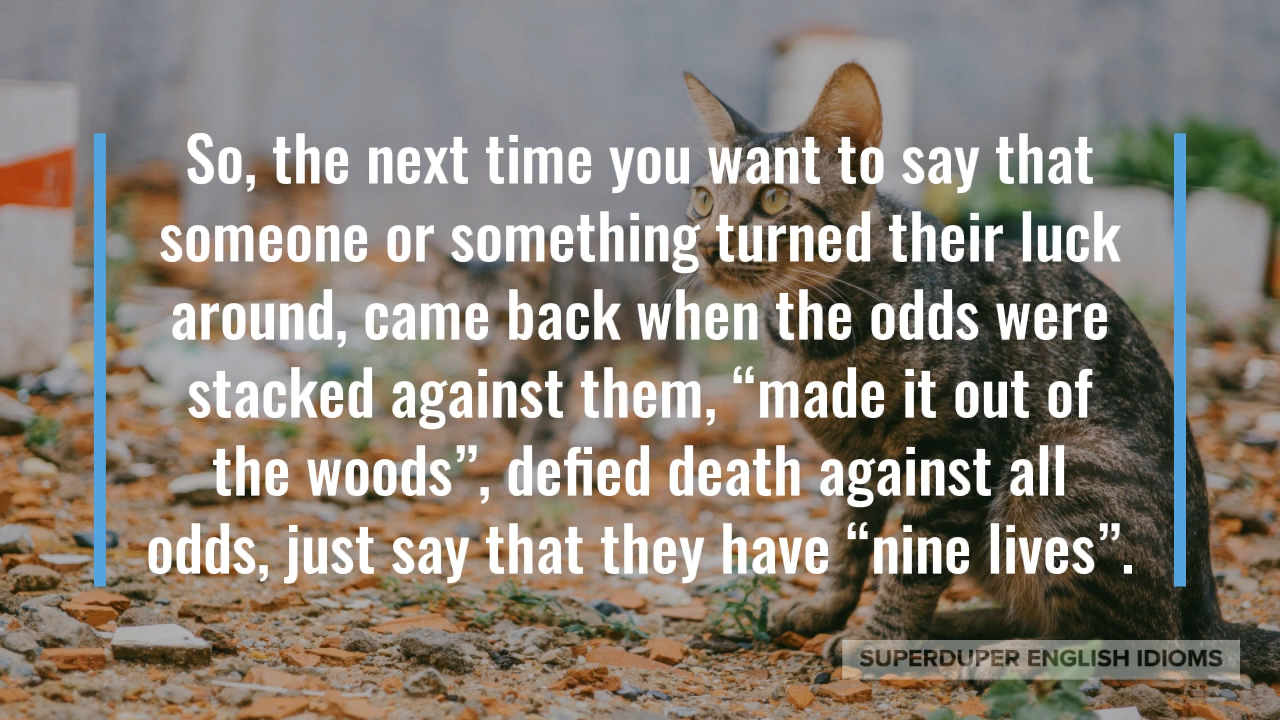 So, the next time you want to say that
someone or something turned their luck
around, came back when the odds were
stacked against them, “made it out of
the woods”, defied death against all
odds, just say that they have “nine lives”.
SUPERDUPER ENGLISH IDIOMS